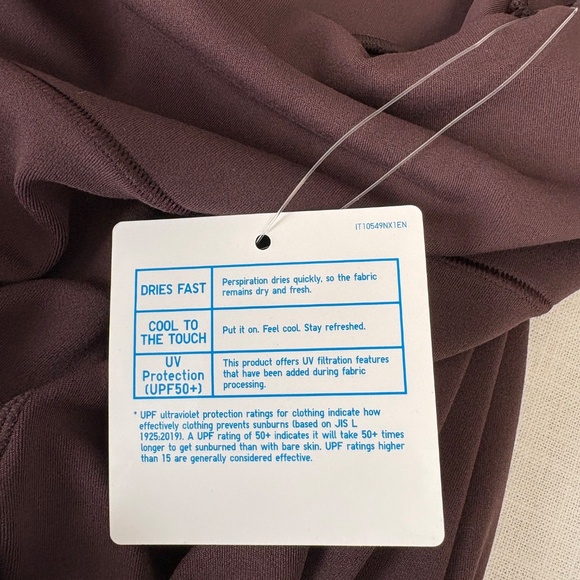 IT10549NX1EN
DRIES FAST
Perspiration dries quickly, so the fabric
remains dry and fresh.
COOL TO
THE TOUCH
Put it on. Feel cool. Stay refreshed.
UV
Protection
(UPF50+)
This product offers UV filtration features
that have been added during fabric
processing.
* UPF ultraviolet protection ratings for clothing indicate how
effectively clothing prevents sunburns (based on JIS L
1925:2019). A UPF rating of 50+ indicates it will take 50+ times
longer to get sunburned than with bare skin. UPF ratings higher
than 15 are generally considered effective.